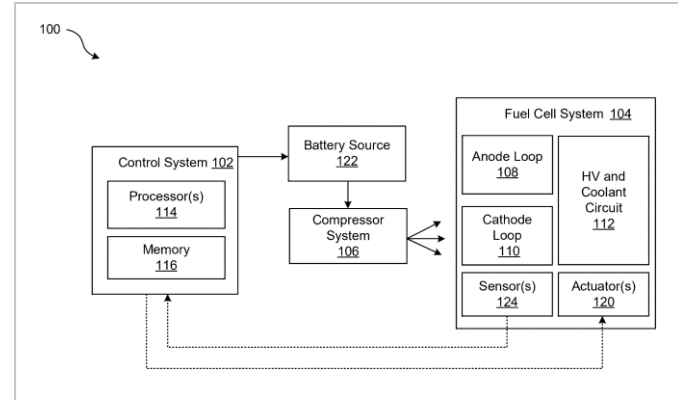 100
Control System 102
Processor(s)
114
Memory
116
Battery Source
122
Compressor
System
106
Fuel Cell System 104
Anode Loop
108
Cathode
Loop
110
HV and
Coolant
Circuit
112
Sensor(s)
124
Actuator(s)
120